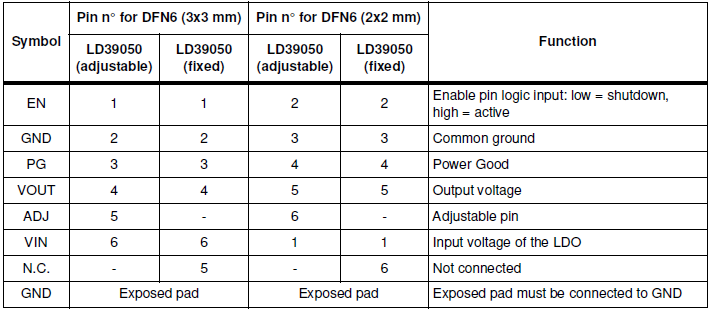 Symbol Pin n° for DFN6 (3x3 mm) Pin n° for DFN6 (2x2 mm) Function
LD39050 (adjustable) LD39050 (fixed) LD39050 (adjustable) LD39050 (fixed)
EN 1 1 2 2 Enable pin logic input: low = shutdown,
high = active
GND 2 2 3 3 Common ground
PG 3 3 4 4 Power Good
VOUT 4 4 5 5 Output voltage
ADJ 5 - 6 - Adjustable pin
VIN 6 6 1 1 Input voltage of the LDO
N.C. - 5 - 6 Not connected
GND Exposed pad Exposed pad Exposed pad must be connected to GND